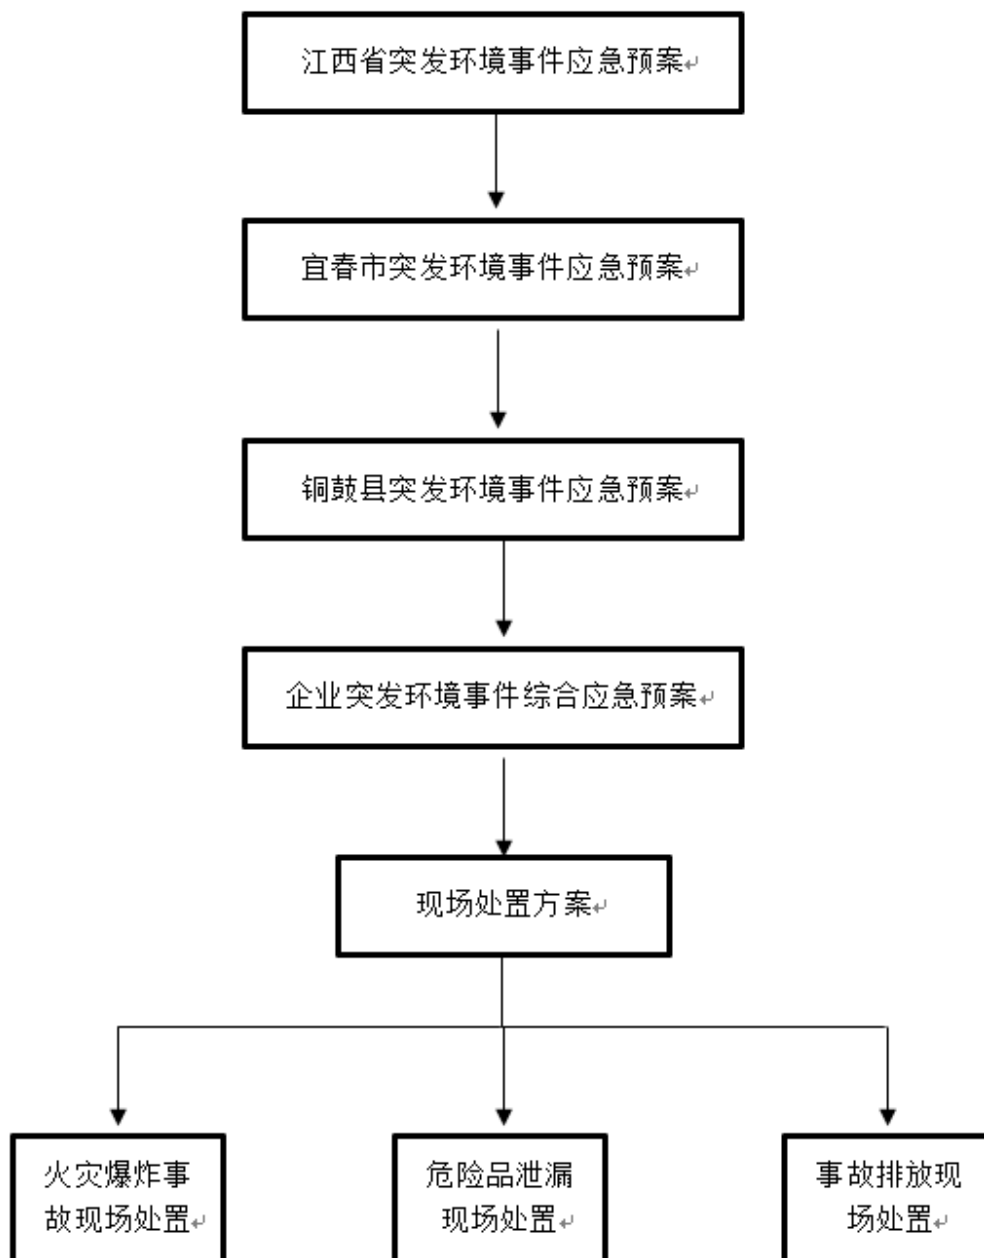 江西省突发环境事件应急预案
宜春市突发环境事件应急预案
铜鼓县突发环境事件应急预案
企业突发环境事件综合应急预案
现场处置方案
火灾爆炸事
故现场处置
危险品泄漏
现场处置
事故排放现
场处置